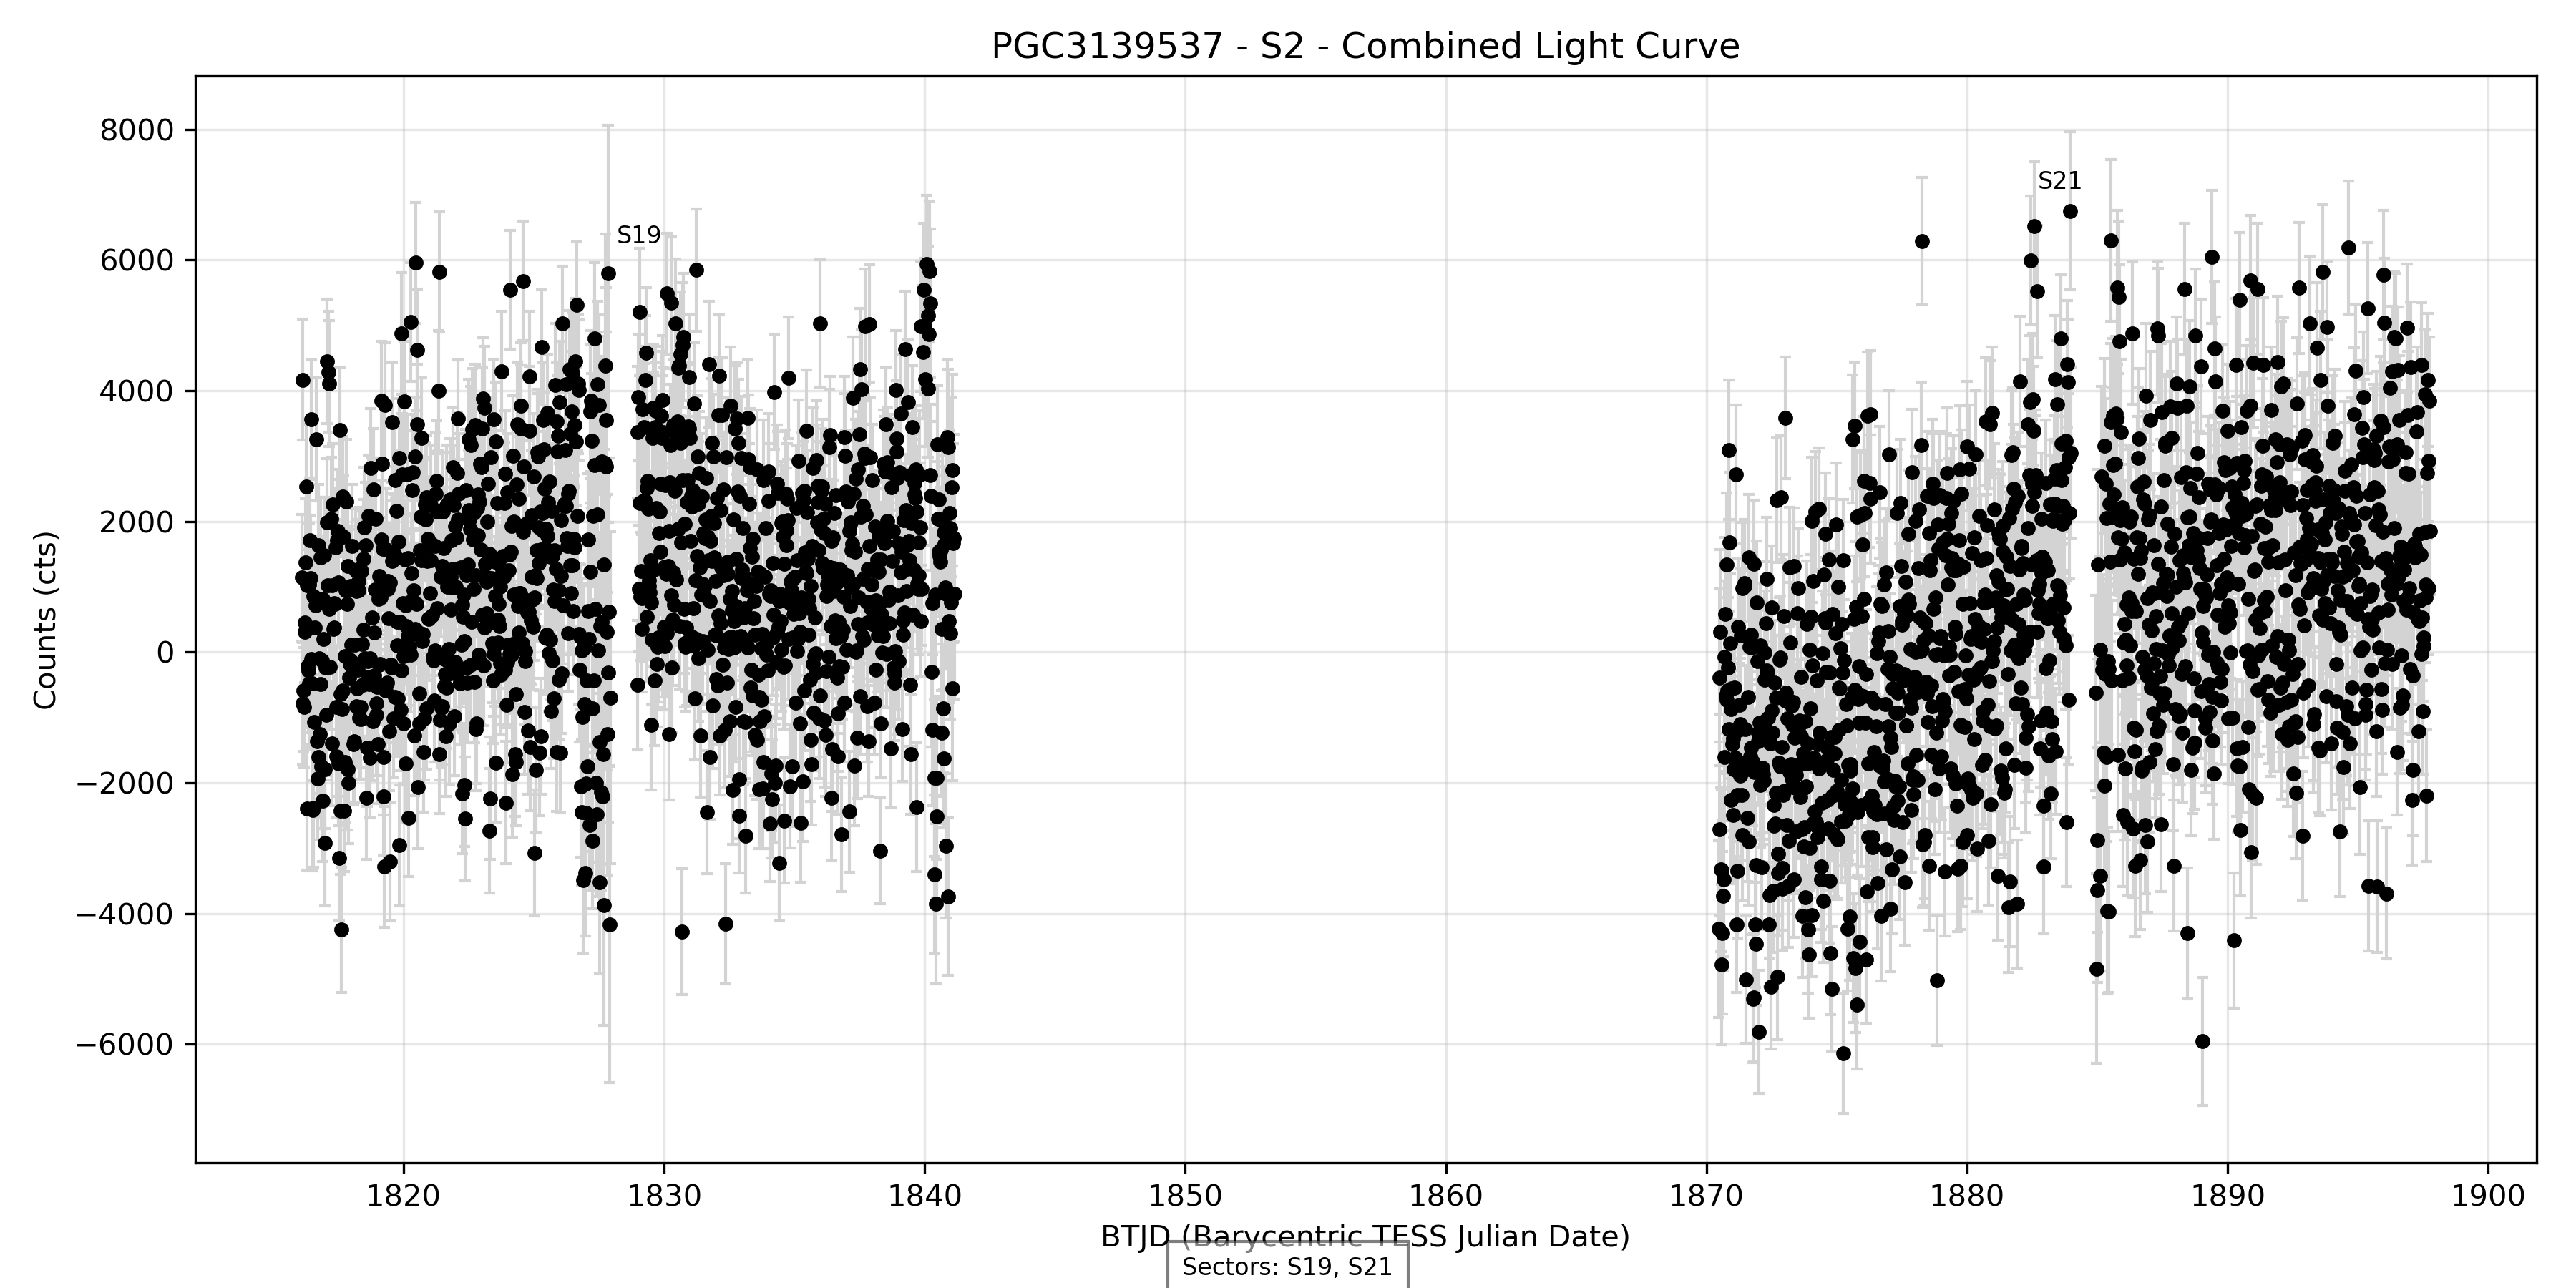 PGC3139537 - S2 - Combined Light Curve
Counts (cts)
8000
6000
4000
2000
0
−2000
−4000
−6000
S19
S21
1820 1830 1840 1850 1860 1870 1880 1890 1900
BTJD (Barycentric TESS Julian Date)
Sectors: S19, S21